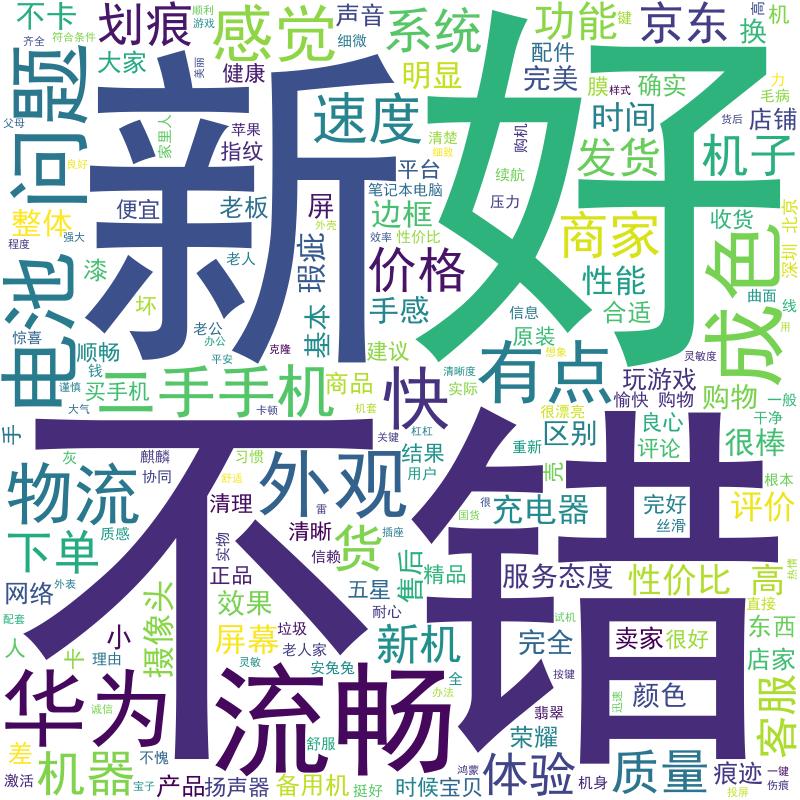 不卡
齐全
顺利
游戏
符合条件
划痕
感觉
声音
细微
系统
功能
键
京东
高
换
机
问题
大家
美丽
健康
明显
配件
完美
膜
样式
确实
力
毛病
父母
家里人
苹果
指纹
速度
清楚
细致
购机
时间
货后
店铺
新
好
良好
平台
笔记本电脑
续航
发货
机子
整体
便宜
老板
屏
外壳
边框
压力
商家
收货
北京
程度
强大
漆
老人
瑕疵
效率
性价比
价格
性能
成色
深圳
电池
坏
基本
手感
信息
合适
曲面
线
惊喜
老公
办公
原装
用
顺畅
平安
克隆
建议
想象
灵敏度
钱
谨慎
买手机
二手手机
商品
清晰度
实际
有点
玩游戏
购物
大气
卡顿
机套
快
很漂亮
愉快
购物
一般
干净
手
不错
关键
杠杠
重新
区别
良心
评论
很棒
灰
麒麟
习惯
结果
用户
壳
根本
物流
协同
舒适
外观
雷
很
国货
充电器
完好
丝滑
评价
质感
清理
清晰
插座
下单
实物
信赖
货
售后
网络
外表
正品
五星
精品
服务态度
性价比
高
热情
配套
摄像头
效果
耐心
试机
直接
东西
人
半
小
理由
屏幕
垃圾
老人家
新机
完全
卖家
很好
店家
灵敏
安兔兔
全
办法
按键
华为
诚信
流畅
翡翠
迅速
颜色
客服
差
不愧
舒服
荣耀
激活
机器
宝子
产品
扬声器
备用机
挺好
时候
宝贝
鸿蒙
体验
机身
质量
痕迹
投屏
一键
伤痕